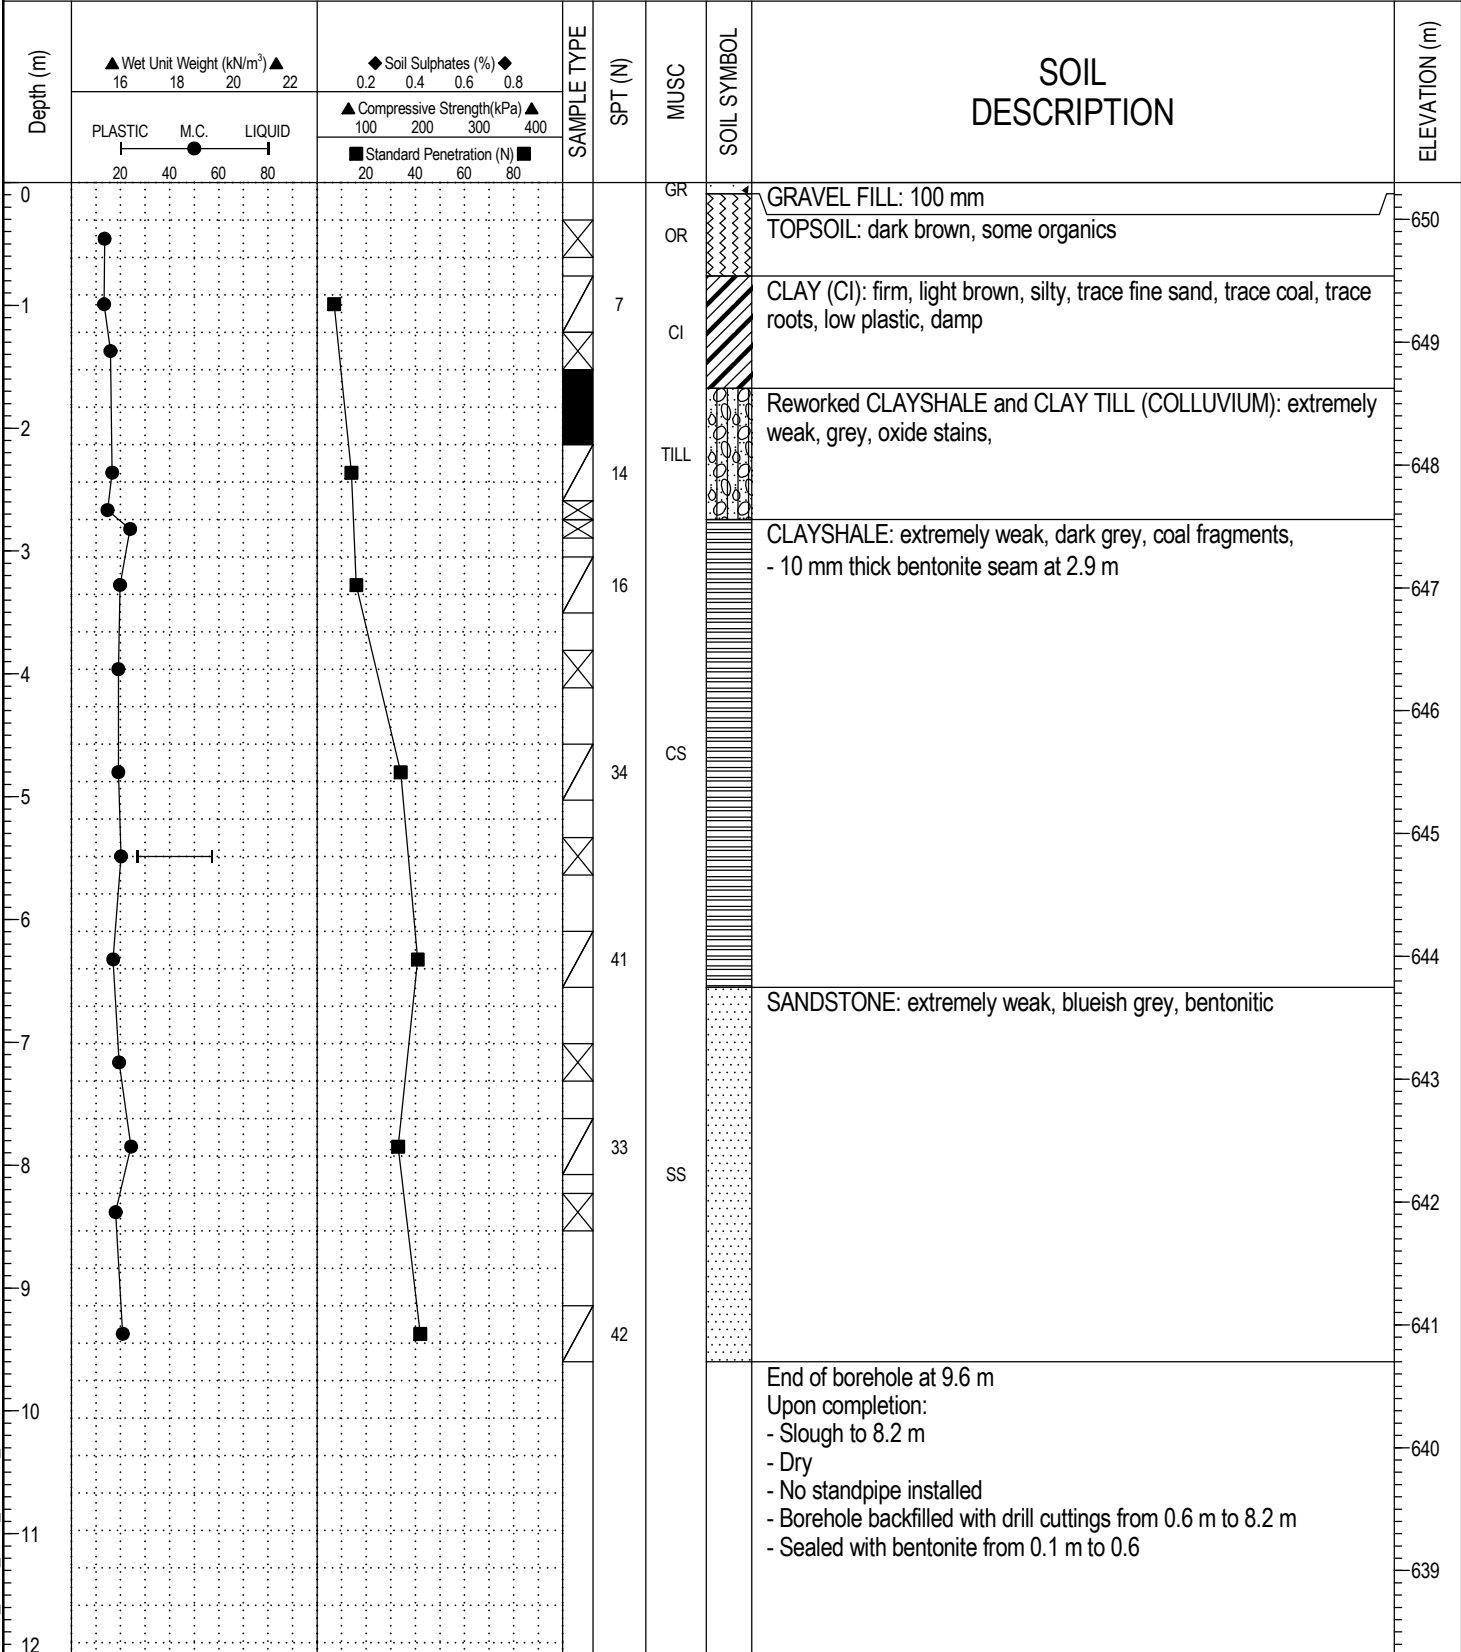 Depth (m)
▲ Wet Unit Weight (kN/m³) ▲
16 18 20 22
PLASTIC M.C. LIQUID
20 40 60 80
◆ Soil Sulphates (%) ◆
0.2 0.4 0.6 0.8
▲ Compressive Strength(kPa) ▲
100 200 300 400
■ Standard Penetration (N) ■
20 40 60 80
SAMPLE TYPE
SPT (N)
MUSC
SOIL SYMBOL
SOIL
DESCRIPTION
ELEVATION (m)
0
1
2
3
4
5
6
7
8
9
10
11
12
7
14
16
34
41
33
42
GR
OR
CI
TILL
CS
SS
GRAVEL FILL: 100 mm
TOPSOIL: dark brown, some organics
CLAY (CI): firm, light brown, silty, trace fine sand, trace coal, trace
roots, low plastic, damp
Reworked CLAYSHALE and CLAY TILL (COLLUVIUM): extremely
weak, grey, oxide stains,
CLAYSHALE: extremely weak, dark grey, coal fragments,
- 10 mm thick bentonite seam at 2.9 m
SANDSTONE: extremely weak, blueish grey, bentonitic
End of borehole at 9.6 m
Upon completion:
- Slough to 8.2 m
- Dry
- No standpipe installed
- Borehole backfilled with drill cuttings from 0.6 m to 8.2 m
- Sealed with bentonite from 0.1 m to 0.6
650
649
648
647
646
645
644
643
642
641
640
639